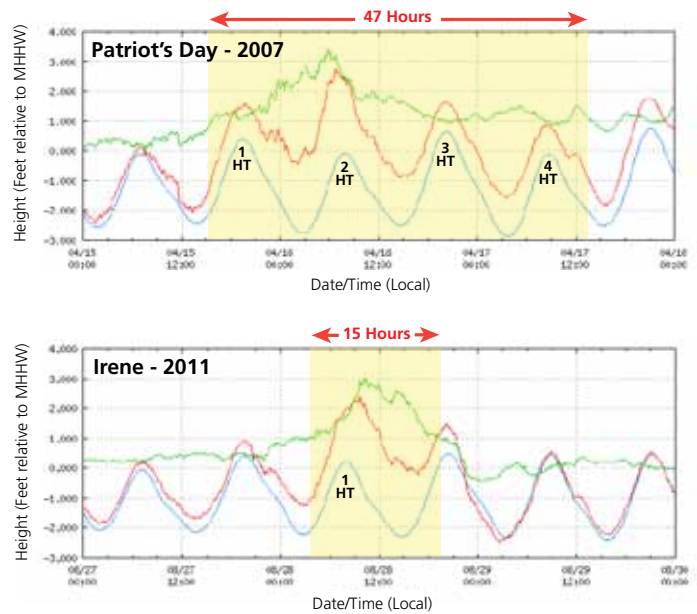 47 Hours
Patriot's Day - 2007
Height (Feet relative to MHHW)
4.000
3.000
2.000
1.000
0.000
-1.000
-2.000
-3.000
1
HT
2
HT
3
HT
4
HT
04/15 00:00
04/15 12:00
04/16 00:00
04/16 12:00
04/17 00:00
04/17 12:00
04/18 00:00
Date/Time (Local)
15 Hours
Irene - 2011
Height (Feet relative to MHHW)
4,000
3,000
2,000
1,000
0,000
-1,000
-2,000
-3,000
1
HT
08/27 00:00
08/27 12:00
08/28 00:00
08/28 12:00
08/29 00:00
08/29 12:00
08/30 00:00
Date/Time (Local)